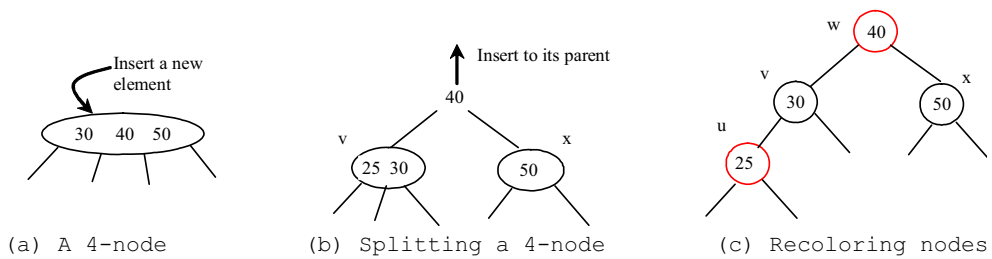 Insert a new
element
30 40 50
(a) A 4-node
Insert to its parent
40
v
x
25 30
50
(b) Splitting a 4-node
w
40
v
x
30
50
u
25
(c) Recoloring nodes